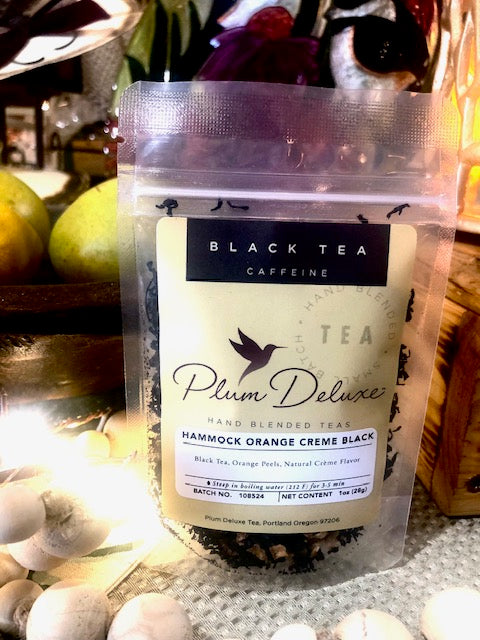 BLACK TEA
CAFFEINE
HAND BLENDED • SMALL BATCH •
TEA
Plum Deluxe™
HAND BLENDED TEAS
HAMMOCK ORANGE CREME BLACK
Black Tea, Orange Peels, Natural Crème Flavor
Steep in boiling water (212 F) for 3-5 min
BATCH NO. 108524 NET CONTENT 1oz (28g)
Plum Deluxe Tea, Portland Oregon 97206